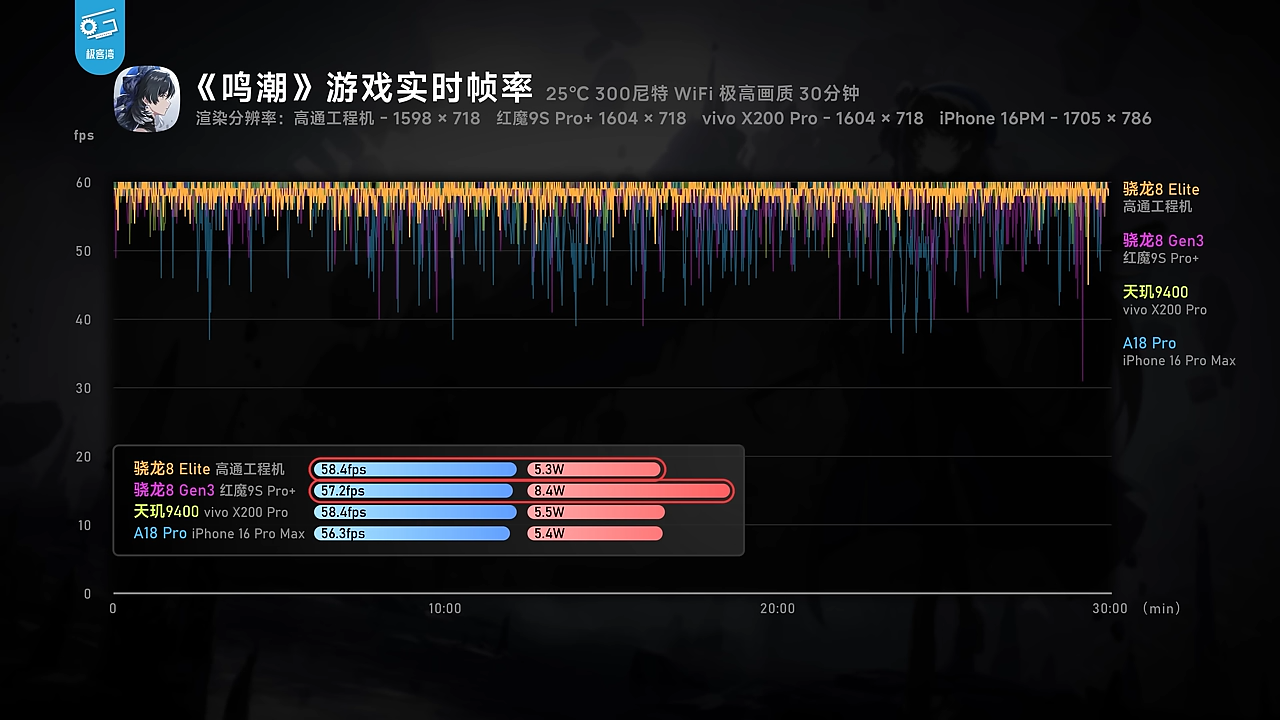 极客湾
《鸣潮》游戏实时帧率 25°C 300尼特 WiFi 极高画质 30分钟
渲染分辨率：高通工程机 - 1598 × 718 红魔9S Pro+ 1604 × 718 vivo X200 Pro - 1604 × 718 iPhone 16PM - 1705 × 786
fps
60
50
40
30
20
10
0
骁龙8 Elite
高通工程机
骁龙8 Gen3
红魔9S Pro+
天玑9400
vivo X200 Pro
A18 Pro
iPhone 16 Pro Max
骁龙8 Elite 高通工程机 58.4fps 5.3W
骁龙8 Gen3 红魔9S Pro+ 57.2fps 8.4W
天玑9400 vivo X200 Pro 58.4fps 5.5W
A18 Pro iPhone 16 Pro Max 56.3fps 5.4W
0 10:00 20:00 30:00 （min）